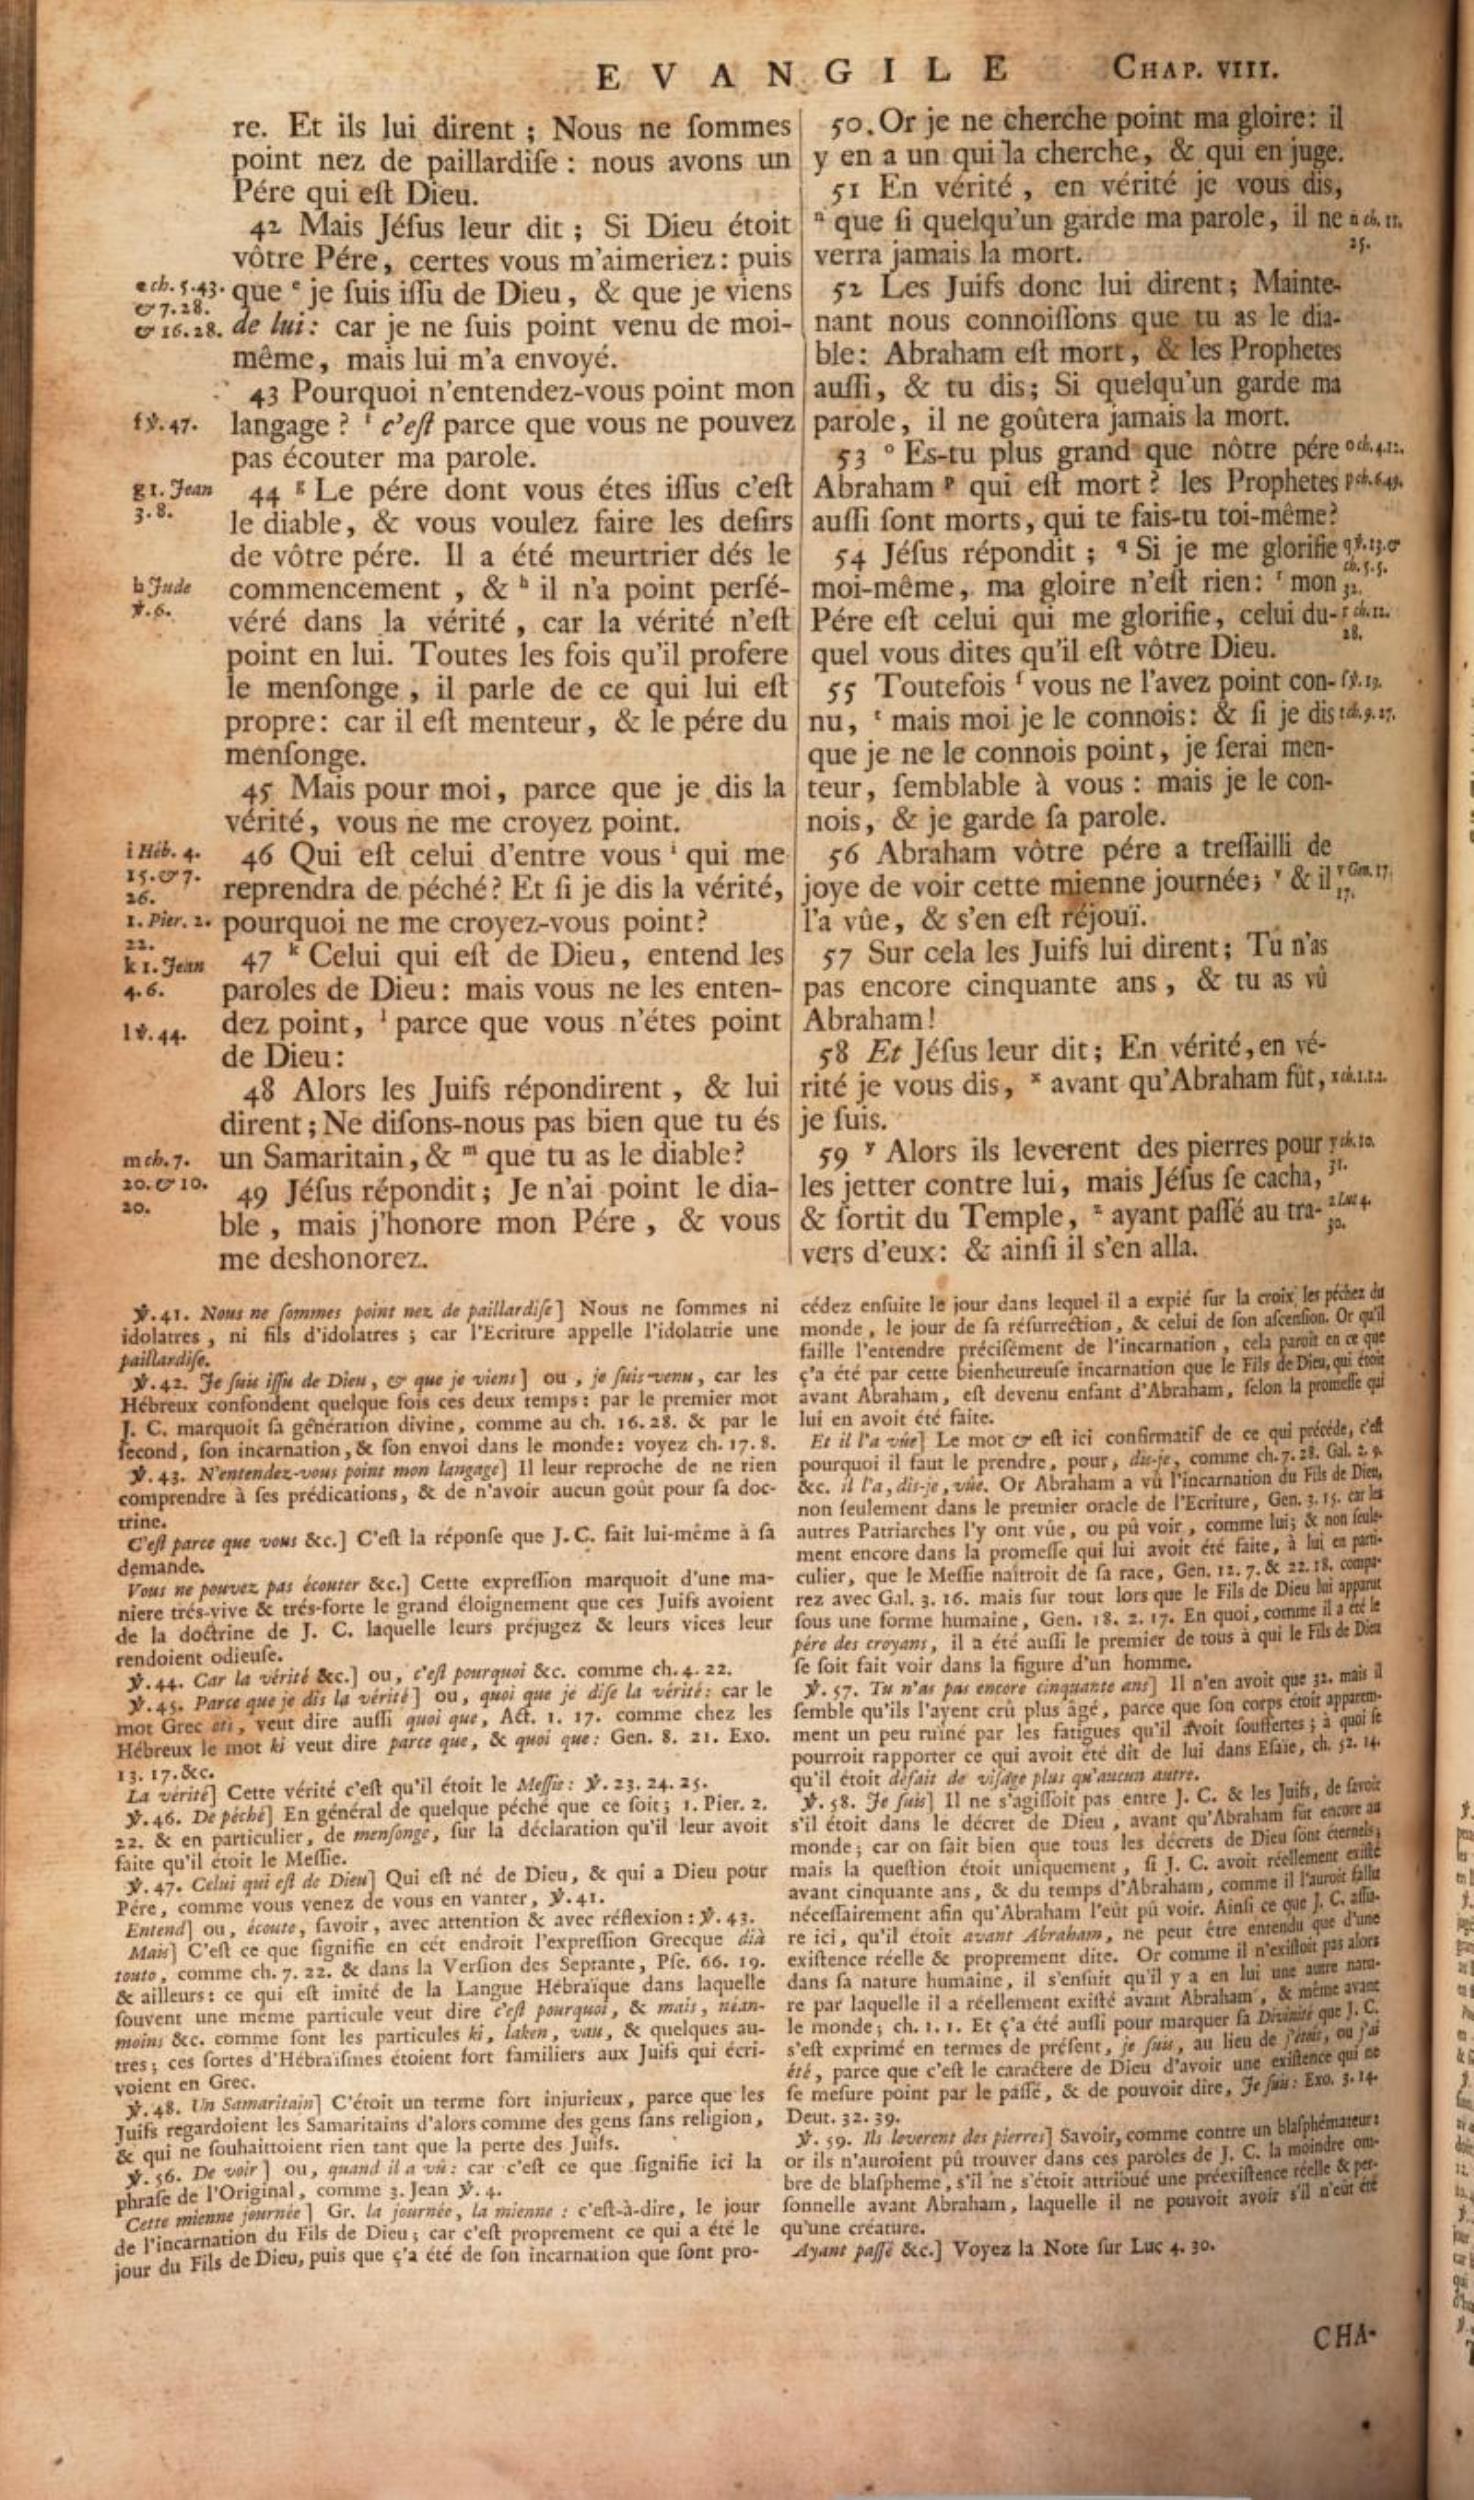 EVANGILE CHAP. VIII.
re. Et ils lui dirent ; Nous ne ſommes
point nez de paillardiſe : nous avons un
Pére qui eſt Dieu.
42 Mais Jéſus leur dit ; Si Dieu étoit
vôtre Pére, certes vous m'aimeriez : puis
que ᵉ je ſuis iſſu de Dieu, & que je viens
de lui : car je ne ſuis point venu de moi-
même, mais lui m'a envoyé.
43 Pourquoi n'entendez-vous point mon
langage ? ᶠ c'eſt parce que vous ne pouvez
pas écouter ma parole.
44 ᵍ Le pére dont vous étes iſſus c'eſt
le diable, & vous voulez faire les deſirs
de vôtre pére. Il a été meurtrier dés le
commencement, & ʰ il n'a point perſé-
véré dans la vérité, car la vérité n'eſt
point en lui. Toutes les fois qu'il profere
le menſonge, il parle de ce qui lui eſt
propre : car il eſt menteur, & le pére du
menſonge.
45 Mais pour moi, parce que je dis la
vérité, vous ne me croyez point.
46 Qui eſt celui d'entre vous ⁱ qui me
reprendra de péché? Et ſi je dis la vérité,
pourquoi ne me croyez-vous point?
47 ᵏ Celui qui eſt de Dieu, entend les
paroles de Dieu : mais vous ne les enten-
dez point, ˡ parce que vous n'étes point
de Dieu :
48 Alors les Juifs répondirent, & lui
dirent ; Ne diſons-nous pas bien que tu és
un Samaritain, & ᵐ que tu as le diable?
49 Jéſus répondit ; Je n'ai point le dia-
ble, mais j'honore mon Pére, & vous
me deshonorez.
e ch. 5.43.
& 7.28.
& 16.28.
f ℣. 47.
g 1. Jean
3. 8.
h Jude
℣. 6.
i Héb. 4.
15. & 7.
26.
1. Pier. 2.
22.
k 1. Jean
4. 6.
l ℣. 44.
m ch. 7.
20. & 10.
20.
50. Or je ne cherche point ma gloire : il
y en a un qui la cherche, & qui en juge.
51 En vérité, en vérité je vous dis,
ⁿ que ſi quelqu'un garde ma parole, il ne
verra jamais la mort.
52 Les Juifs donc lui dirent ; Mainte-
nant nous connoiſſons que tu as le dia-
ble : Abraham eſt mort, & les Prophetes
auſſi, & tu dis ; Si quelqu'un garde ma
parole, il ne goûtera jamais la mort.
53 ᵒ Es-tu plus grand que nôtre pére
Abraham ᵖ qui eſt mort ? les Prophetes
auſſi ſont morts, qui te fais-tu toi-même?
54 Jéſus répondit ; q Si je me glorifie
moi-même, ma gloire n'eſt rien : ʳ mon
Pére eſt celui qui me glorifie, celui du-
quel vous dites qu'il eſt vôtre Dieu.
55 Toutefois ſ vous ne l'avez point con-
nu, ᵗ mais moi je le connois : & ſi je dis
que je ne le connois point, je ſerai men-
teur, ſemblable à vous : mais je le con-
nois, & je garde ſa parole.
56 Abraham vôtre pére a treſſailli de
joye de voir cette mienne journée ; ᵛ & il
l'a vûe, & s'en eſt réjouï.
57 Sur cela les Juifs lui dirent ; Tu n'as
pas encore cinquante ans, & tu as vû
Abraham !
58 Et Jéſus leur dit ; En vérité, en vé-
rité je vous dis, ˣ avant qu'Abraham fût,
je ſuis.
59 ʸ Alors ils leverent des pierres pour
les jetter contre lui, mais Jéſus ſe cacha,
& ſortit du Temple, ᶻ ayant paſſé au tra-
vers d'eux : & ainſi il s'en alla.
n ch. 11.
25.
o ch. 4. 12.
p ch. 6. 49.
q ℣. 13. &
ch. 5. 5.
31.
r ch. 12.
28.
ſ ℣. 19.
t ch. 9. 27.
v Gen. 17.
17.
x ch. 1. 1. 2.
y ch. 10.
31.
z Luc 4.
30.
℣. 41. Nous ne ſommes point nez de paillardiſe] Nous ne ſommes ni
idolatres, ni fils d'idolatres ; car l'Ecriture appelle l'idolatrie une
paillardiſe.
℣. 42. Je ſuis iſſu de Dieu, & que je viens] ou, je ſuis venu, car les
Hébreux confondent quelque fois ces deux temps : par le premier mot
J. C. marquoit ſa génération divine, comme au ch. 16. 28. & par le
ſecond, ſon incarnation, & ſon envoi dans le monde : voyez ch. 17. 8.
℣. 43. N'entendez-vous point mon langage] Il leur reproche de ne rien
comprendre à ſes prédications, & de n'avoir aucun goût pour ſa doc-
trine.
C'eſt parce que vous &c.] C'eſt la réponſe que J. C. fait lui-même à ſa
demande.
Vous ne pouvez pas écouter &c.] Cette expreſſion marquoit d'une ma-
niere trés-vive & trés-forte le grand éloignement que ces Juifs avoient
de la doctrine de J. C. laquelle leurs préjugez & leurs vices leur
rendoient odieuſe.
℣. 44. Car la vérité &c.] ou, c'eſt pourquoi &c. comme ch. 4. 22.
℣. 45. Parce que je dis la vérité] ou, quoi que je diſe la vérité : car le
mot Grec oti, veut dire auſſi quoi que, Act. 1. 17. comme chez les
Hébreux le mot ki veut dire parce que, & quoi que : Gen. 8. 21. Exo.
13. 17. &c.
La vérité] Cette vérité c'eſt qu'il étoit le Meſſie : ℣. 23. 24. 25.
℣. 46. De péché] En général de quelque péché que ce ſoit ; 1. Pier. 2.
22. & en particulier, de menſonge, ſur la déclaration qu'il leur avoit
faite qu'il étoit le Meſſie.
℣. 47. Celui qui eſt de Dieu] Qui eſt né de Dieu, & qui a Dieu pour
Pére, comme vous venez de vous en vanter, ℣. 41.
Entend] ou, écoute, ſavoir, avec attention & avec réflexion : ℣. 43.
Mais] C'eſt ce que ſignifie en cét endroit l'expreſſion Grecque dià
touto, comme ch. 7. 22. & dans la Verſion des Septante, Pſe. 66. 19.
& ailleurs : ce qui eſt imité de la Langue Hébraïque dans laquelle
ſouvent une même particule veut dire c'eſt pourquoi, & mais, néan-
moins &c. comme ſont les particules ki, laken, vau, & quelques au-
tres ; ces ſortes d'Hébraïſmes étoient fort familiers aux Juifs qui écri-
voient en Grec.
℣. 48. Un Samaritain] C'étoit un terme fort injurieux, parce que les
Juifs regardoient les Samaritains d'alors comme des gens ſans religion,
& qui ne ſouhaittoient rien tant que la perte des Juifs.
℣. 56. De voir] ou, quand il a vû : car c'eſt ce que ſignifie ici la
phraſe de l'Original, comme 3. Jean ℣. 4.
Cette mienne journée] Gr. la journée, la mienne : c'eſt-à-dire, le jour
de l'incarnation du Fils de Dieu ; car c'eſt proprement ce qui a été le
jour du Fils de Dieu, puis que ç'a été de ſon incarnation que ſont pro-
cédez enſuite le jour dans lequel il a expié ſur la croix les péchez du
monde, le jour de ſa réſurrection, & celui de ſon aſcenſion. Or qu'il
faille l'entendre préciſément de l'incarnation, cela paroît en ce que
ç'a été par cette bienheureuſe incarnation que le Fils de Dieu, qui étoit
avant Abraham, eſt devenu enfant d'Abraham, ſelon la promeſſe qui
lui en avoit été faite.
Et il l'a vûe] Le mot & eſt ici confirmatif de ce qui précéde, c'eſt
pourquoi il faut le prendre, pour, dis-je, comme ch. 7. 28. Gal. 2. 9.
&c. il l'a, dis-je, vûe. Or Abraham a vû l'incarnation du Fils de Dieu,
non ſeulement dans le premier oracle de l'Ecriture, Gen. 3. 15. car les
autres Patriarches l'y ont vûe, ou pû voir, comme lui ; & non ſeule-
ment encore dans la promeſſe qui lui avoit été faite, à lui en parti-
culier, que le Meſſie naîtroit de ſa race, Gen. 12. 7. & 22. 18. compa-
rez avec Gal. 3. 16. mais ſur tout lors que le Fils de Dieu lui apparut
ſous une forme humaine, Gen. 18. 2. 17. En quoi, comme il a été le
pére des croyans, il a été auſſi le premier de tous à qui le Fils de Dieu
ſe ſoit fait voir dans la figure d'un homme.
℣. 57. Tu n'as pas encore cinquante ans] Il n'en avoit que 32. mais il
ſemble qu'ils l'ayent crû plus âgé, parce que ſon corps étoit apparem-
ment un peu ruïné par les fatigues qu'il avoit ſouffertes ; à quoi ſe
pourroit rapporter ce qui avoit été dit de lui dans Eſaïe, ch. 52. 14.
qu'il étoit défait de viſage plus qu'aucun autre.
℣. 58. Je ſuis] Il ne s'agiſſoit pas entre J. C. & les Juifs, de ſavoir
s'il étoit dans le décret de Dieu, avant qu'Abraham fût encore au
monde ; car on ſait bien que tous les décrets de Dieu ſont éternels ;
mais la queſtion étoit uniquement, ſi J. C. avoit réellement exiſté
avant cinquante ans, & du temps d'Abraham, comme il l'auroit fallu
néceſſairement afin qu'Abraham l'eût pû voir. Ainſi ce que J. C. aſſu-
re ici, qu'il étoit avant Abraham, ne peut être entendu que d'une
exiſtence réelle & proprement dite. Or comme il n'exiſtoit pas alors
dans ſa nature humaine, il s'enſuit qu'il y a en lui une autre natu-
re par laquelle il a réellement exiſté avant Abraham, & même avant
le monde ; ch. 1. 1. Et ç'a été auſſi pour marquer ſa Divinité que J. C.
s'eſt exprimé en termes de préſent, je ſuis, au lieu de j'étois, ou j'ai
été, parce que c'eſt le caractere de Dieu d'avoir une exiſtence qui ne
ſe meſure point par le paſſé, & de pouvoir dire, Je ſuis : Exo. 3. 14.
Deut. 32. 39.
℣. 59. Ils leverent des pierres] Savoir, comme contre un blaſphémateur :
or ils n'auroient pû trouver dans ces paroles de J. C. la moindre om-
bre de blaſpheme, s'il ne s'étoit attribué une préexiſtence réelle & per-
ſonnelle avant Abraham, laquelle il ne pouvoit avoir s'il n'eût été
qu'une créature.
Ayant paſſé &c.] Voyez la Note ſur Luc 4. 30.
CHA-